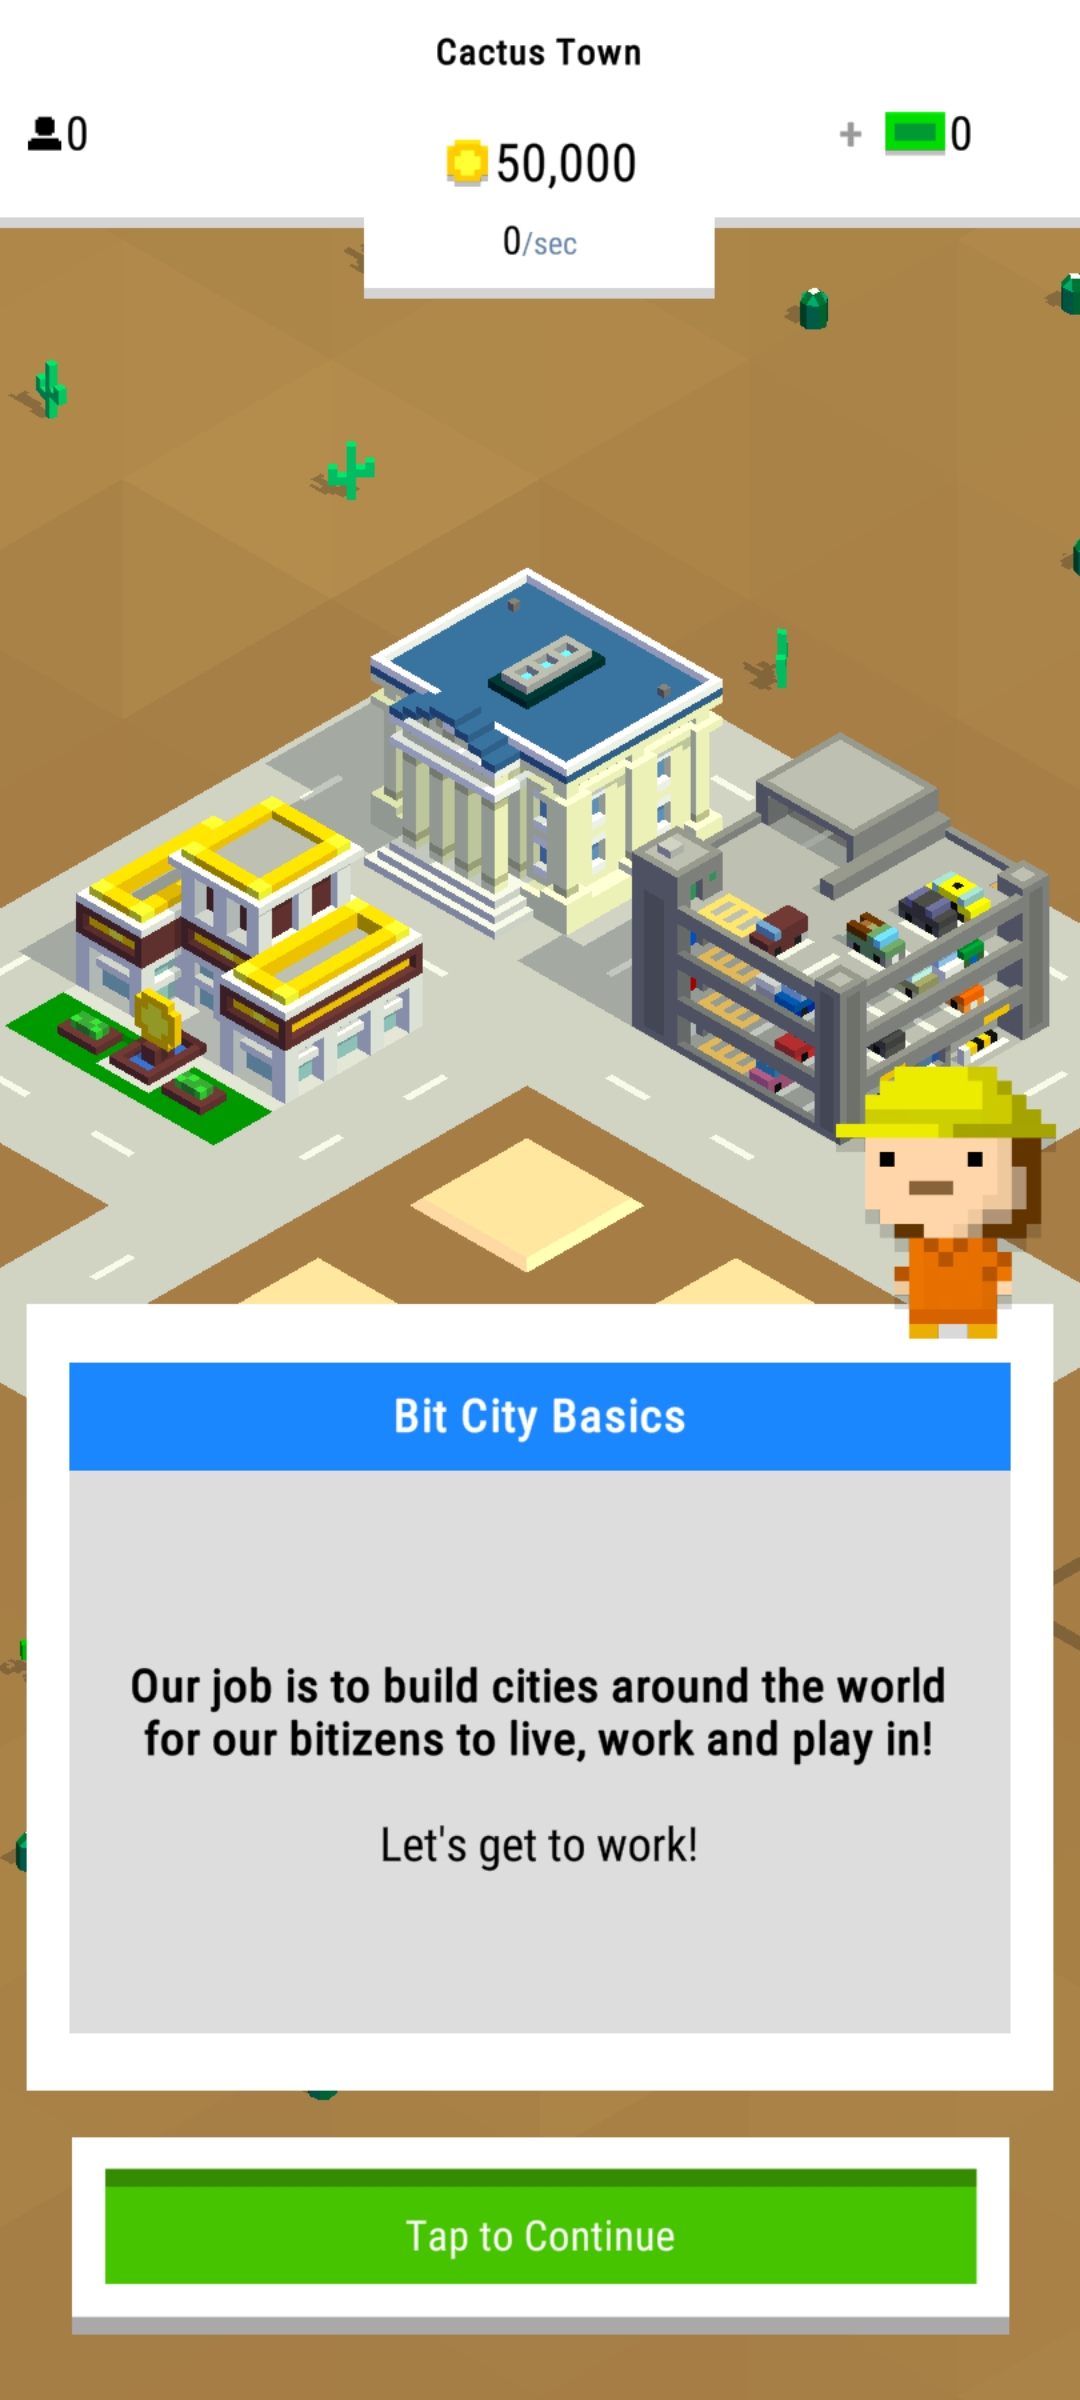 Cactus Town
0
50,000
+ 0
0/sec
Bit City Basics
Our job is to build cities around the world
for our bitizens to live, work and play in!
Let's get to work!
Tap to Continue